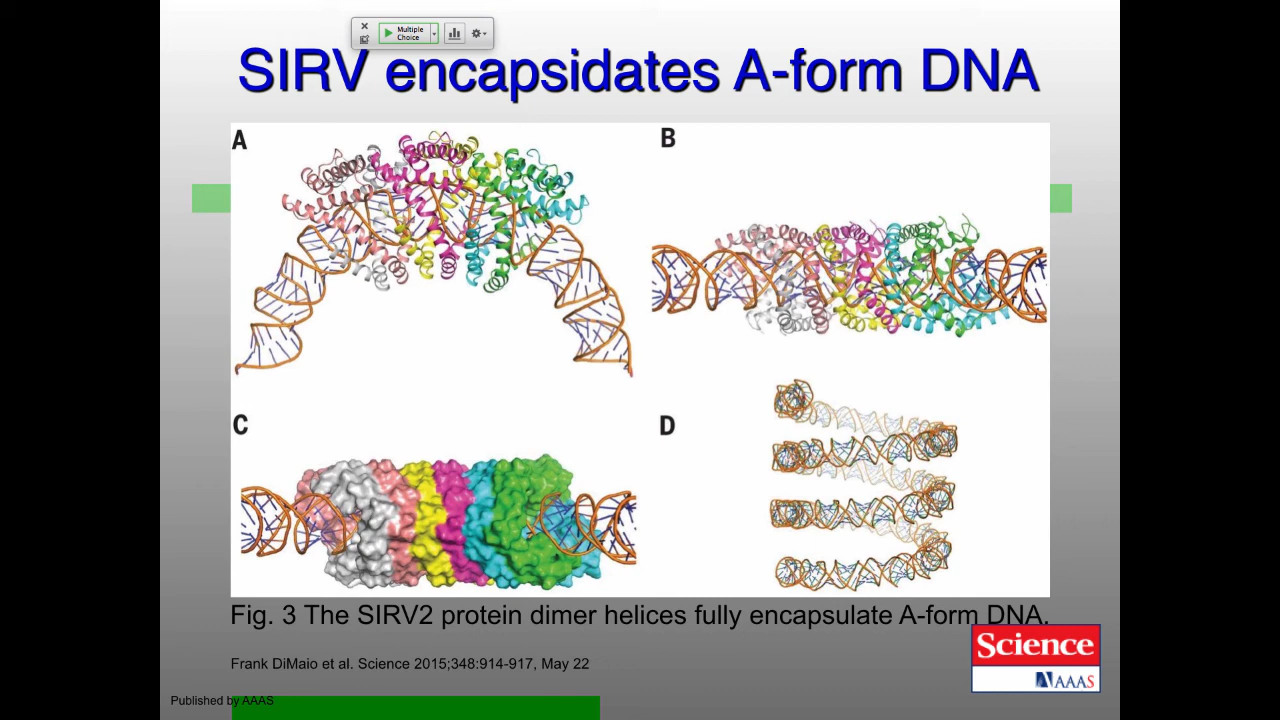 Multiple
Choice
SIRV encapsidates A-form DNA
A
B
C
D
Fig. 3 The SIRV2 protein dimer helices fully encapsulate A-form DNA.
Frank DiMaio et al. Science 2015;348:914-917, May 22
Science
AAAS
Published by AAAS